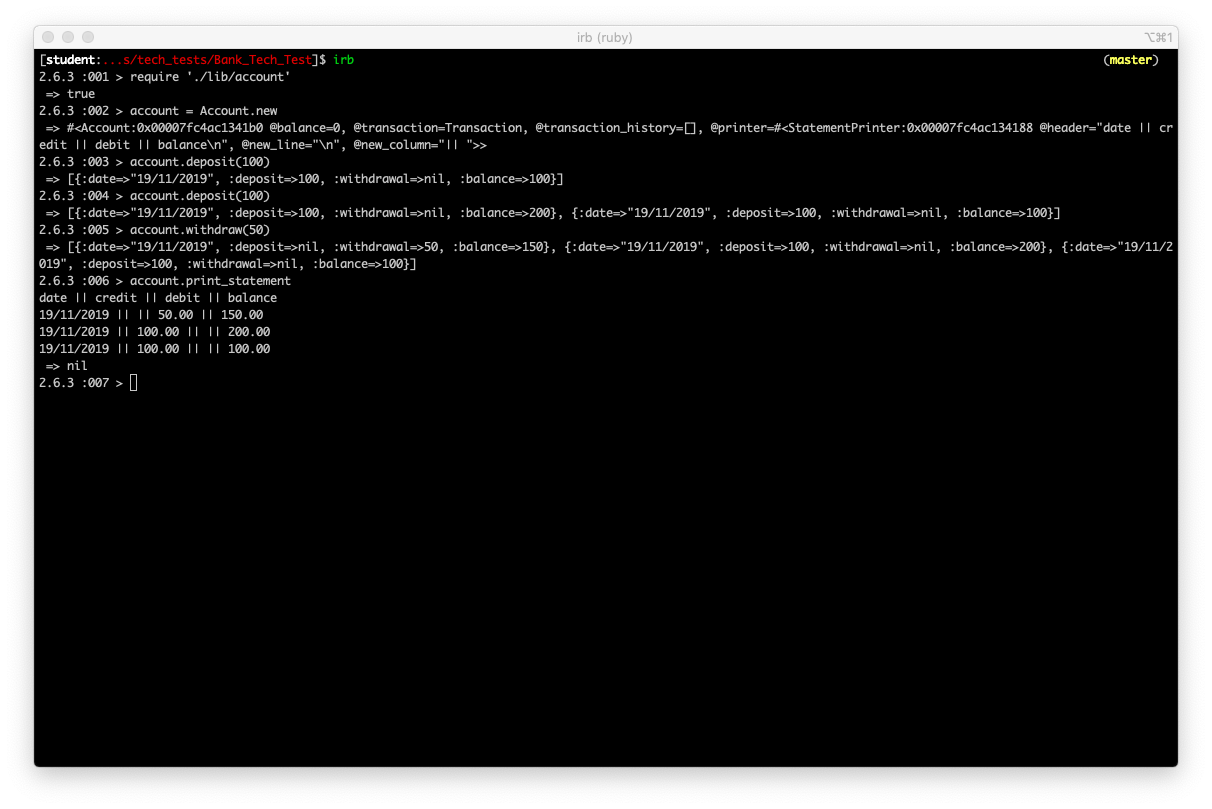 irb (ruby)
⌥⌘1
[student:...s/tech_tests/Bank_Tech_Test]$ irb (master)
2.6.3 :001 > require './lib/account'
 => true
2.6.3 :002 > account = Account.new
 => #<Account:0x00007fc4ac1341b0 @balance=0, @transaction=Transaction, @transaction_history=[], @printer=#<StatementPrinter:0x00007fc4ac134188 @header="date || cr
edit || debit || balance\n", @new_line="\n", @new_column="|| ">>
2.6.3 :003 > account.deposit(100)
 => [{:date=>"19/11/2019", :deposit=>100, :withdrawal=>nil, :balance=>100}]
2.6.3 :004 > account.deposit(100)
 => [{:date=>"19/11/2019", :deposit=>100, :withdrawal=>nil, :balance=>200}, {:date=>"19/11/2019", :deposit=>100, :withdrawal=>nil, :balance=>100}]
2.6.3 :005 > account.withdraw(50)
 => [{:date=>"19/11/2019", :deposit=>nil, :withdrawal=>50, :balance=>150}, {:date=>"19/11/2019", :deposit=>100, :withdrawal=>nil, :balance=>200}, {:date=>"19/11/2
019", :deposit=>100, :withdrawal=>nil, :balance=>100}]
2.6.3 :006 > account.print_statement
date || credit || debit || balance
19/11/2019 || || 50.00 || 150.00
19/11/2019 || 100.00 || || 200.00
19/11/2019 || 100.00 || || 100.00
 => nil
2.6.3 :007 >